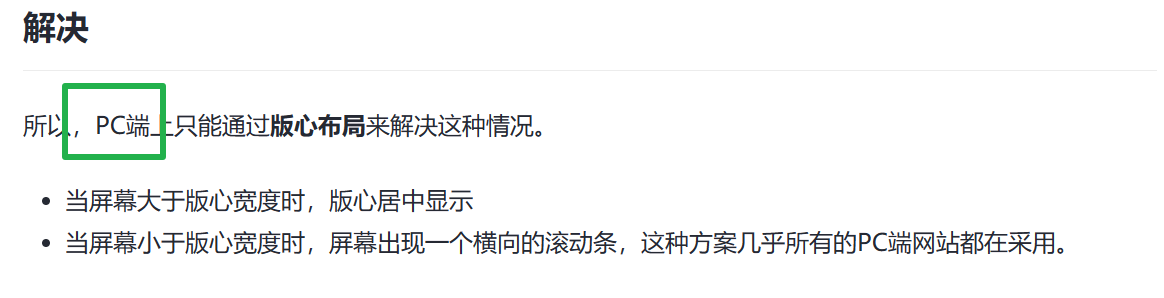 解决
所以，PC端上只能通过版心布局来解决这种情况。
• 当屏幕大于版心宽度时，版心居中显示
• 当屏幕小于版心宽度时，屏幕出现一个横向的滚动条，这种方案几乎所有的PC端网站都在采用。